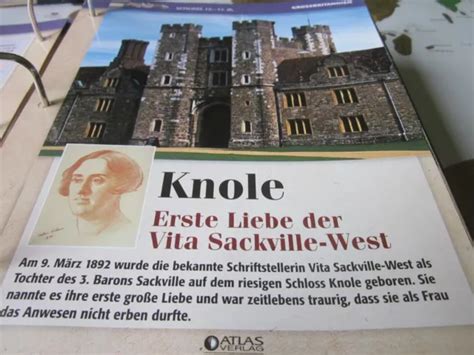 GROSSBRITANNIEN
Knole
Erste Liebe der
Vita Sackville-West
Am 9. März 1892 wurde die bekannte Schriftstellerin Vita Sackville-West als
Tochter des 3. Barons Sackville auf dem riesigen Schloss Knole geboren. Sie
nannte es ihre erste große Liebe und war zeitlebens traurig, dass sie als Frau
das Anwesen nicht erben durfte.
ATLAS
VERLAG